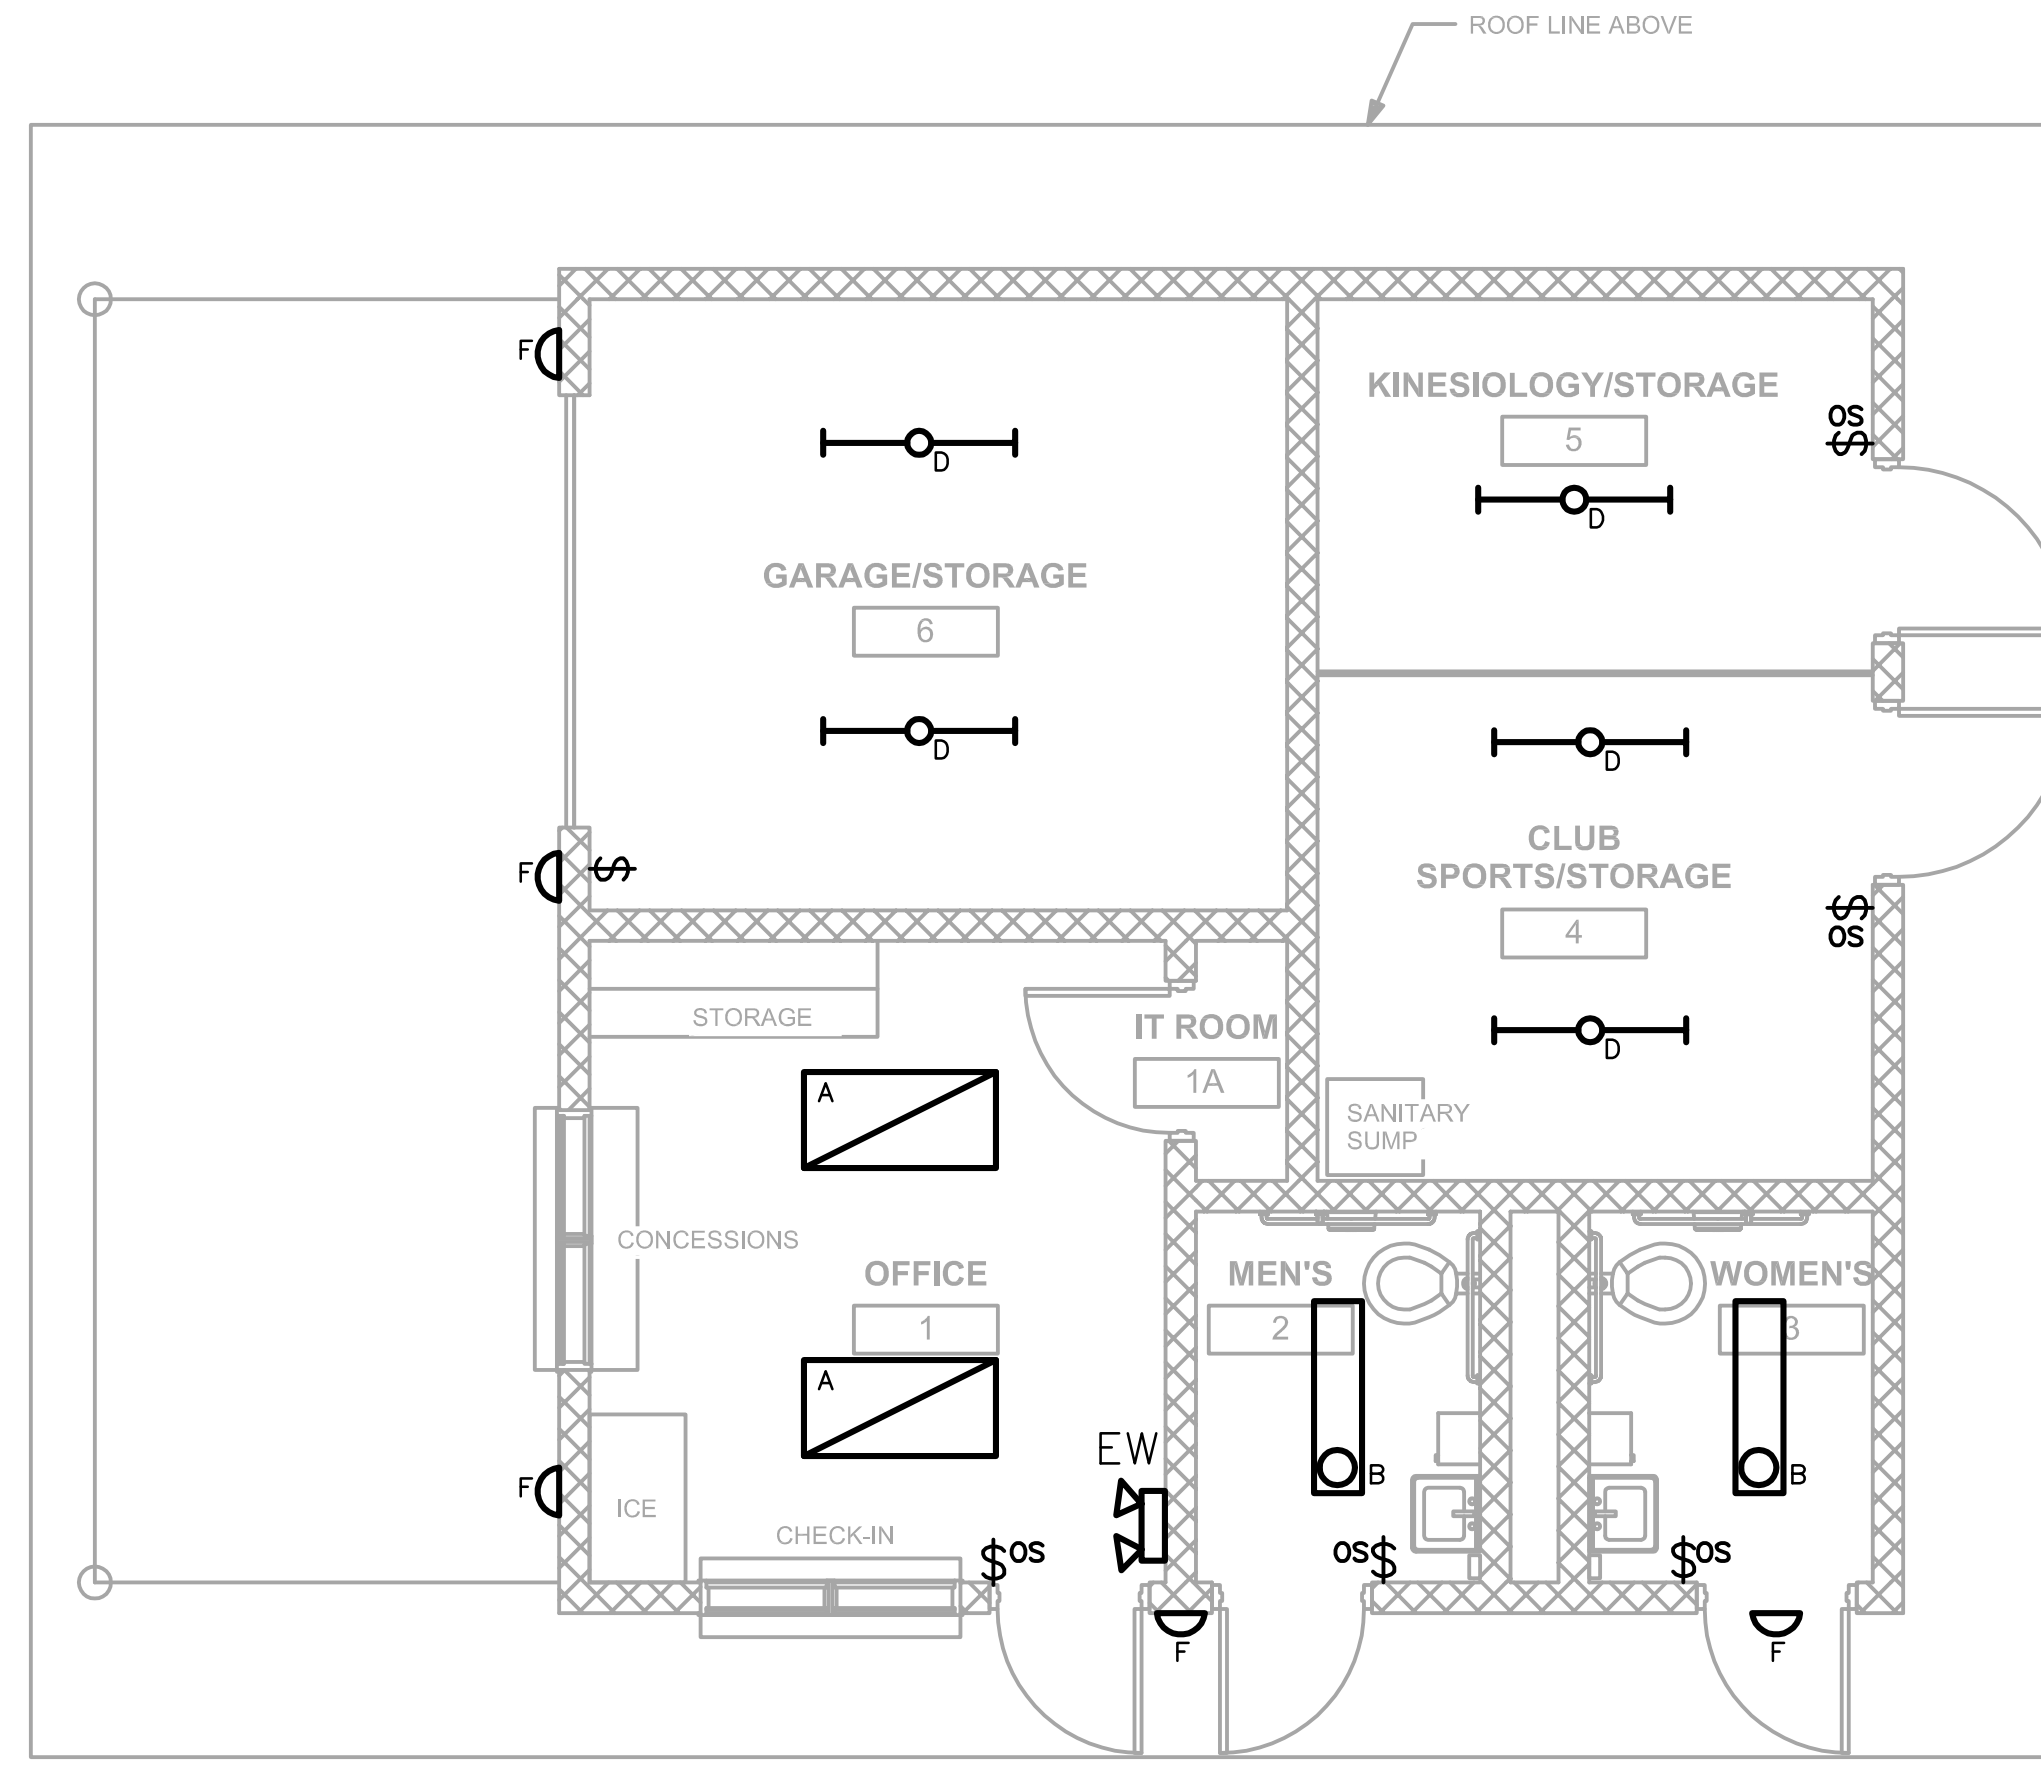 ROOF LINE ABOVE
F
KINESIOLOGY/STORAGE
OS
$
5
D
D
GARAGE/STORAGE
6
D
D
CLUB
SPORTS/STORAGE
F
$
4
$
OS
STORAGE
IT ROOM
1A
D
A
SANITARY
SUMP
CONCESSIONS
OFFICE
1
MEN'S
2
WOMEN'S
3
A
EW
B
B
F
ICE
CHECK-IN
$OS
OS$
$OS
F
F